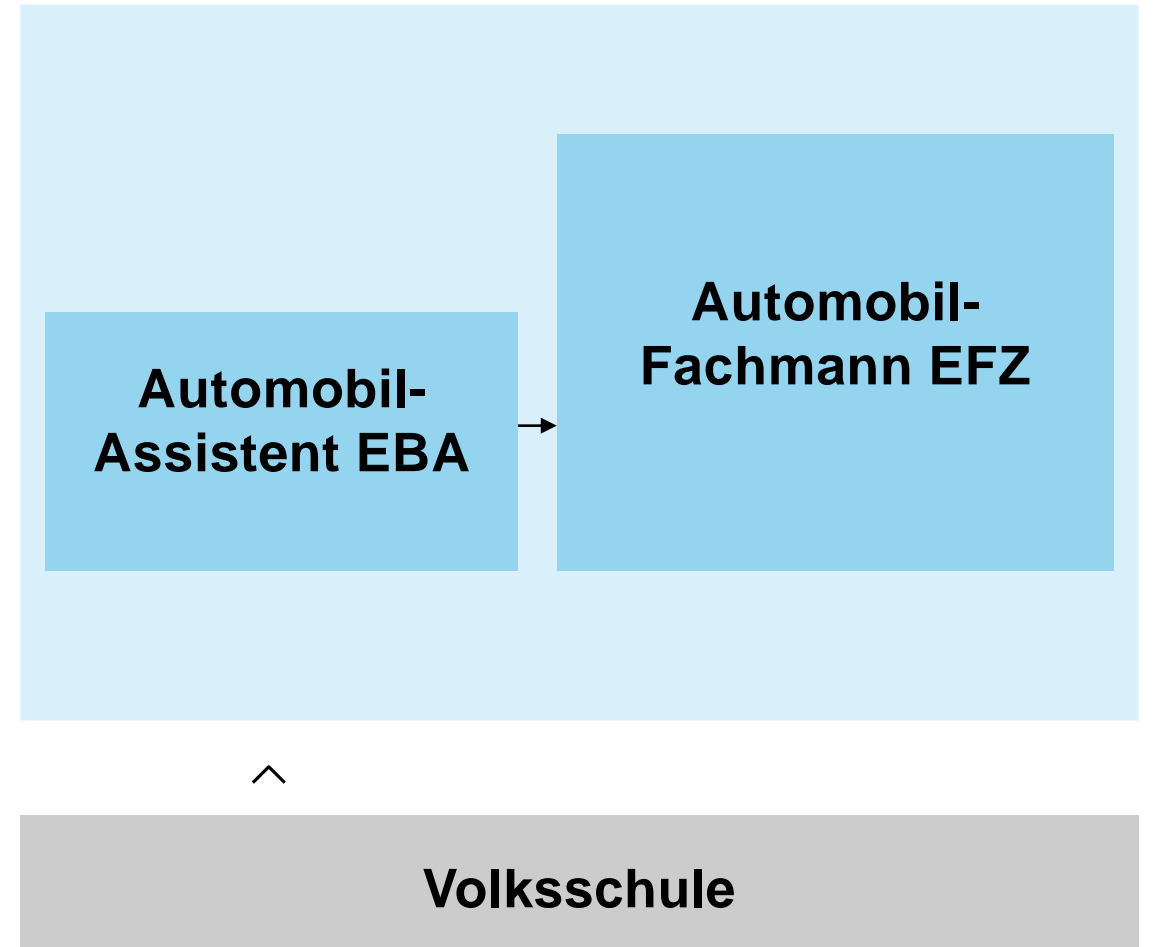 Automobil-
Fachmann EFZ
Automobil-
Assistent EBA
Volksschule